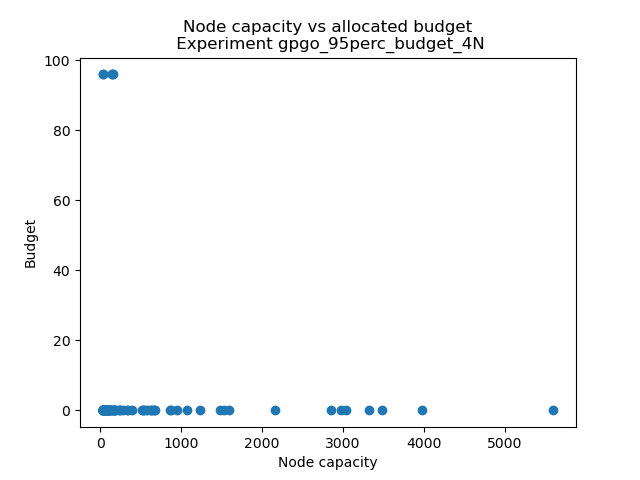 Node capacity vs allocated budget
Experiment gpgo_95perc_budget_4N
100
80
60
40
20
0
Budget
0 1000 2000 3000 4000 5000
Node capacity